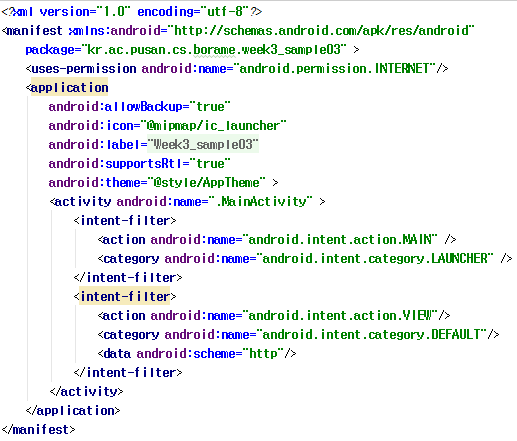 <?xml version="1.0" encoding="utf-8"?>
<manifest xmlns:android="http://schemas.android.com/apk/res/android"
package="kr.ac.pusan.cs.borame.week3_sample03" >
<uses-permission android:name="android.permission.INTERNET"/>
<application
android:allowBackup="true"
android:icon="@mipmap/ic_launcher"
android:label="Week3_sample03"
android:supportsRtl="true"
android:theme="@style/AppTheme" >
<activity android:name=".MainActivity" >
<intent-filter>
<action android:name="android.intent.action.MAIN" />
<category android:name="android.intent.category.LAUNCHER" />
</intent-filter>
<intent-filter>
<action android:name="android.intent.action.VIEW"/>
<category android:name="android.intent.category.DEFAULT"/>
<data android:scheme="http"/>
</intent-filter>
</activity>
</application>
</manifest>